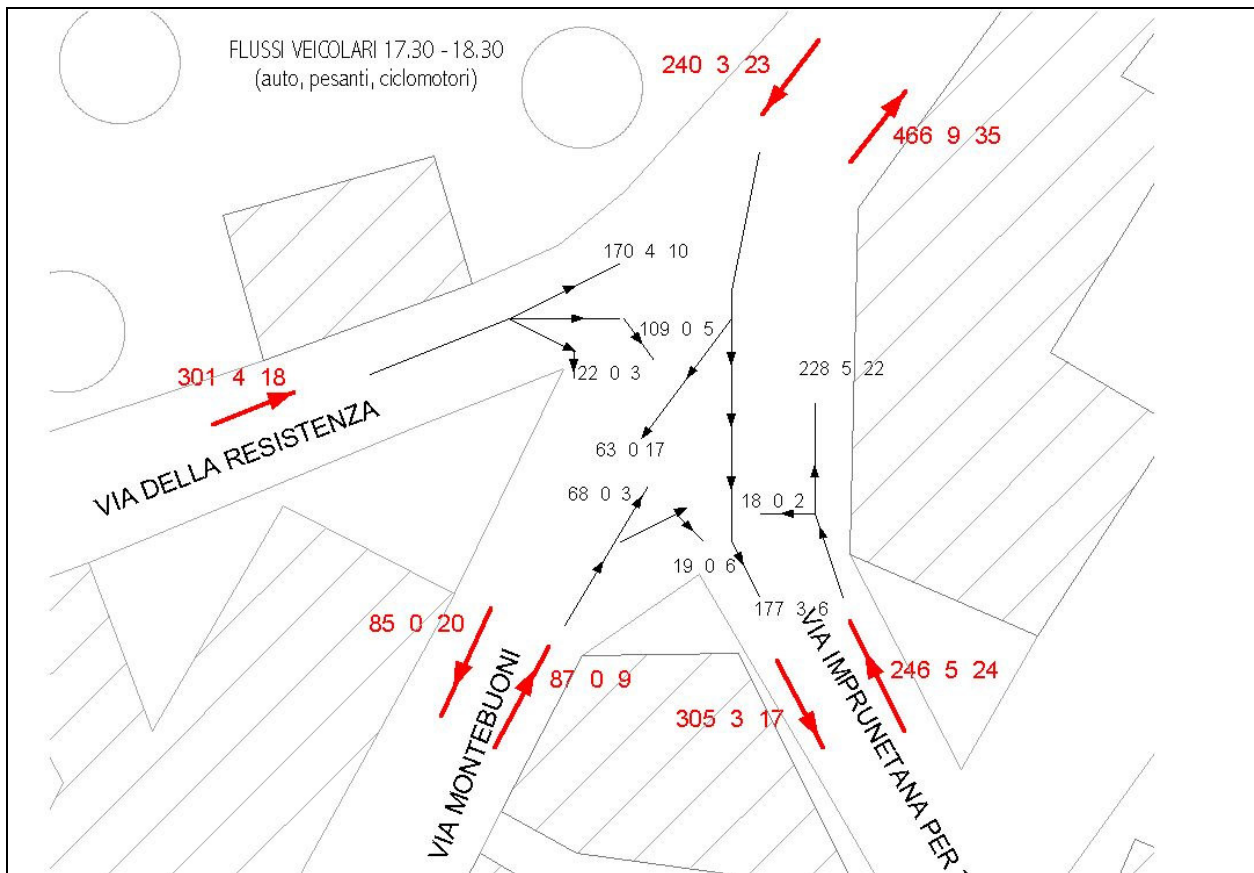 FLUSSI VEICOLARI 17.30 - 18.30
(auto, pesanti, ciclomotori)
240 3 23
466 9 35
170 4 10
109 0 5
301 4 18
22 0 3
228 5 22
VIA DELLA RESISTENZA
63 0 17
68 0 3
18 0 2
19 0 6
177 3 6
85 0 20
87 0 9
246 5 24
305 3 17
VIA MONTEBUONI
VIA IMPRUNETANA PER